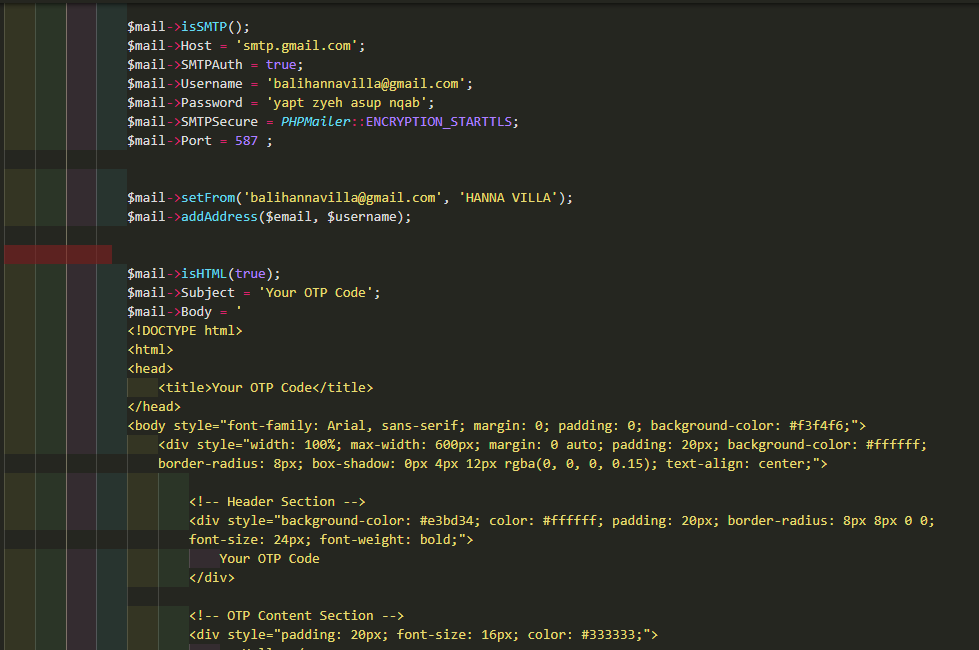 $mail->isSMTP();
$mail->Host = 'smtp.gmail.com';
$mail->SMTPAuth = true;
$mail->Username = 'balihannavilla@gmail.com';
$mail->Password = 'yapt zyeh asup nqab';
$mail->SMTPSecure = PHPMailer::ENCRYPTION_STARTTLS;
$mail->Port = 587 ;
$mail->setFrom('balihannavilla@gmail.com', 'HANNA VILLA');
$mail->addAddress($email, $username);
$mail->isHTML(true);
$mail->Subject = 'Your OTP Code';
$mail->Body = '
<!DOCTYPE html>
<html>
<head>
<title>Your OTP Code</title>
</head>
<body style="font-family: Arial, sans-serif; margin: 0; padding: 0; background-color: #f3f4f6;">
<div style="width: 100%; max-width: 600px; margin: 0 auto; padding: 20px; background-color: #ffffff;
border-radius: 8px; box-shadow: 0px 4px 12px rgba(0, 0, 0, 0.15); text-align: center;">
<!-- Header Section -->
<div style="background-color: #e3bd34; color: #ffffff; padding: 20px; border-radius: 8px 8px 0 0;
font-size: 24px; font-weight: bold;">
Your OTP Code
</div>
<!-- OTP Content Section -->
<div style="padding: 20px; font-size: 16px; color: #333333;">